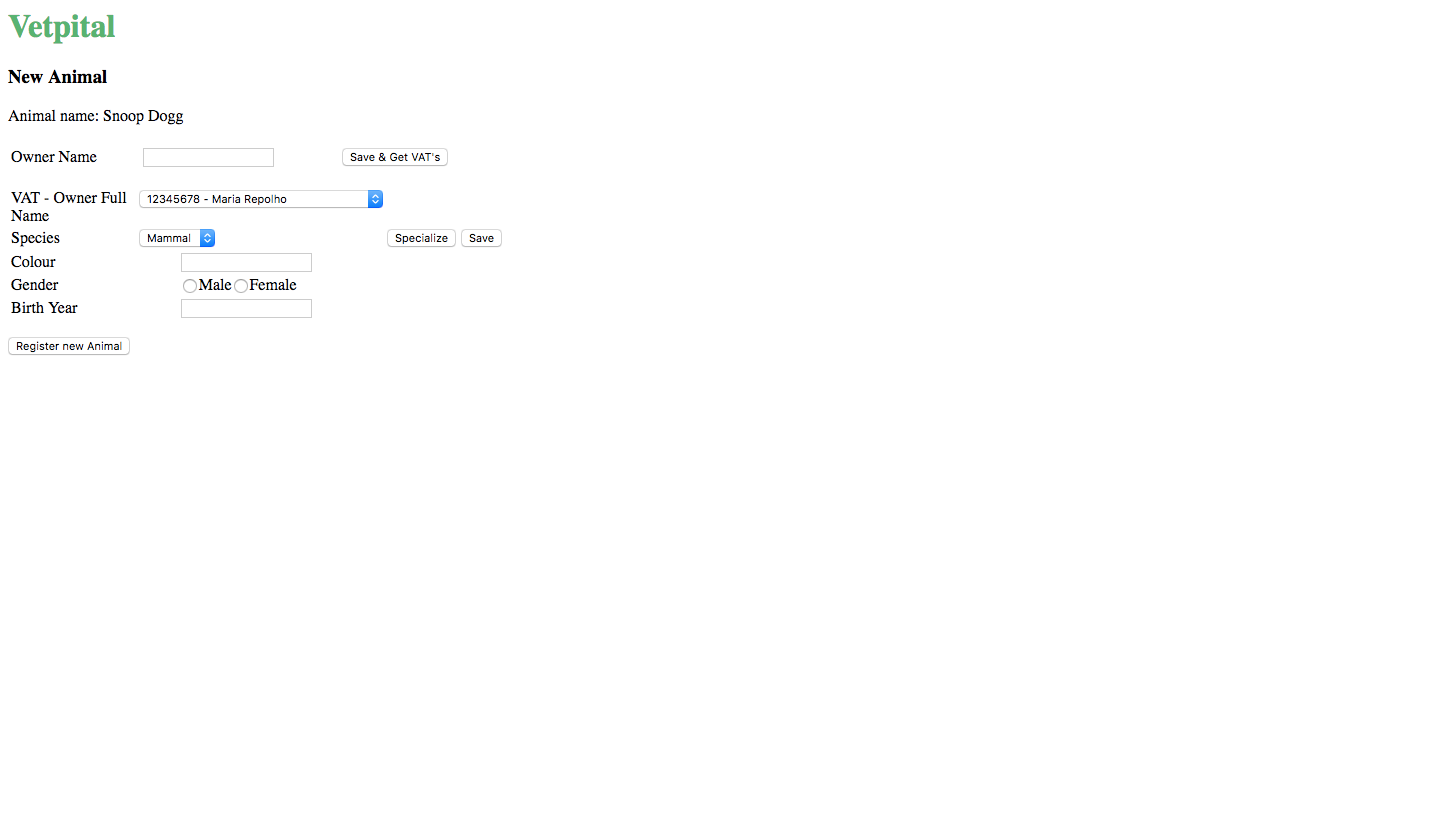 Vetpital
New Animal
Animal name: Snoop Dogg
Owner Name Save & Get VAT's
VAT - Owner Full Name 12345678 - Maria Repolho
Species Mammal Specialize Save
Colour
Gender Male Female
Birth Year
Register new Animal